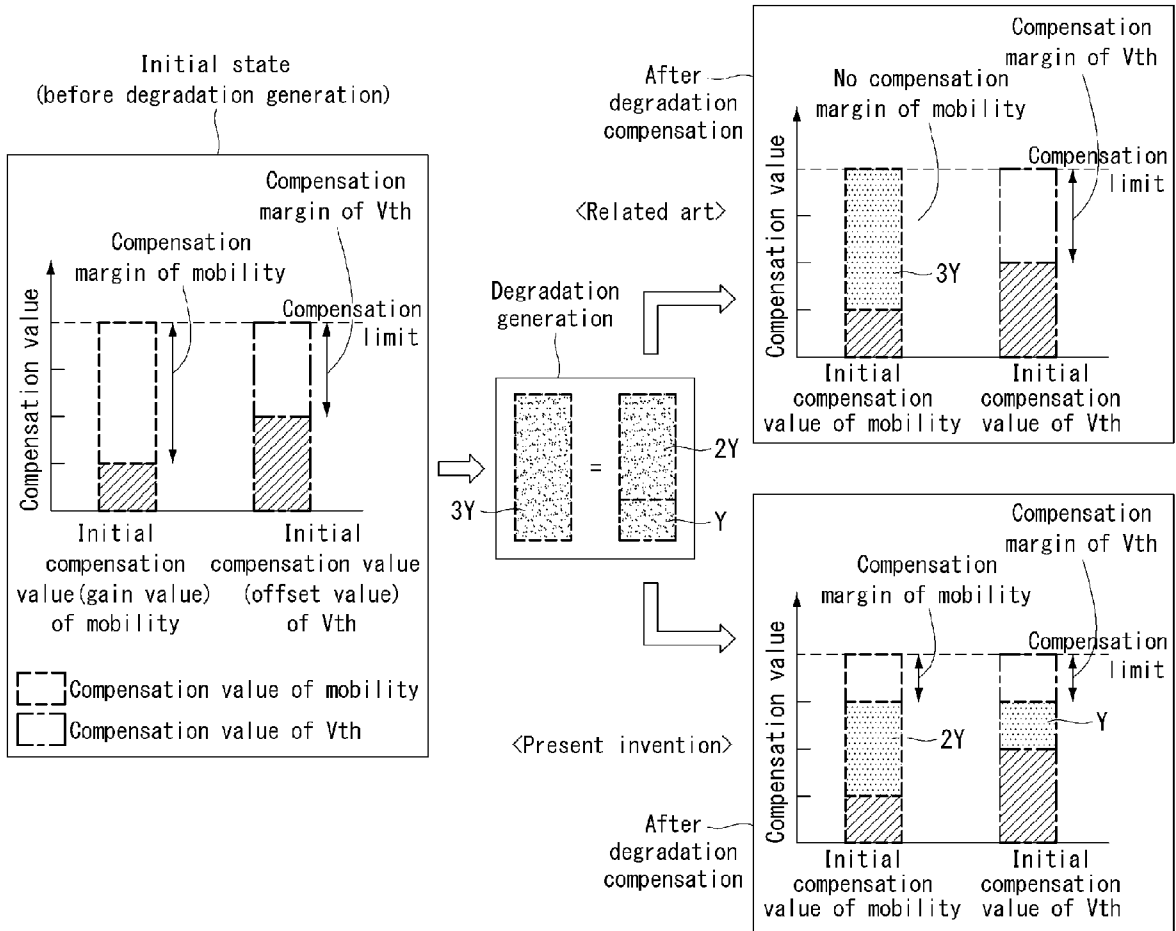 Initial state
(before degradation generation)
Compensation
margin of Vth
Compensation
margin of mobility
Compensation
limit
Compensation value
Initial
compensation
value(gain value)
of mobility
Initial
compensation value
(offset value)
of Vth
Compensation value of mobility
Compensation value of Vth
Degradation
generation
3Y
=
2Y
Y
<Related art>
After
degradation
compensation
Compensation
margin of Vth
No compensation
margin of mobility
Compensation
limit
Compensation value
3Y
Initial
compensation
value of mobility
Initial
compensation
value of Vth
<Present invention>
After
degradation
compensation
Compensation
margin of Vth
Compensation
margin of mobility
Compensation
limit
Compensation value
2Y
Y
Initial
compensation
value of mobility
Initial
compensation
value of Vth